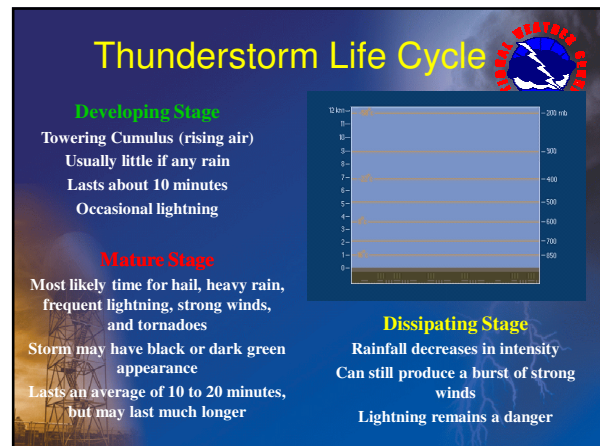 Thunderstorm Life Cycle
Developing Stage
Towering Cumulus (rising air)
Usually little if any rain
Lasts about 10 minutes
Occasional lightning
Mature Stage
Most likely time for hail, heavy rain,
frequent lightning, strong winds,
and tornadoes
Storm may have black or dark green
appearance
Lasts an average of 10 to 20 minutes,
but may last much longer
12 km
11
10
9
8
7
6
5
4
3
2
1
0
200 mb
300
400
500
600
700
850
Dissipating Stage
Rainfall decreases in intensity
Can still produce a burst of strong
winds
Lightning remains a danger